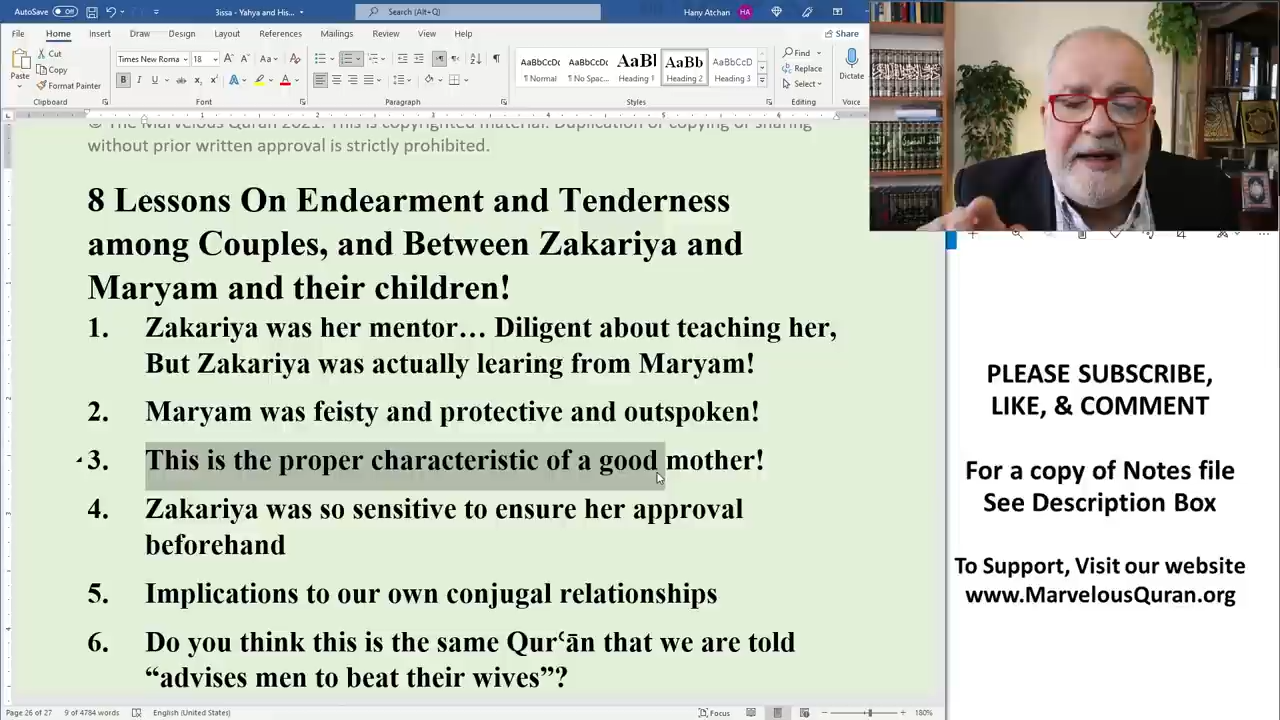 AutoSave
Bissa - Yahya and His...
Search (Alt+Q)
Hany Atchan
HA
File Home Insert Draw Design Layout References Mailings Review View Help
Share
Paste
Cut
Copy
Format Painter
Times New Roma
18
AaBbCcDc
AaBbCcDc
AaBl
AaBb
AaBbCcD
¶ Normal
¶ No Spac...
Heading 1
Heading 2
Heading 3
Find
Replace
Select
Dictate
Clipboard
Font
Paragraph
Styles
Editing
Voice
© The Marvelous Quran 2021. This is copyrighted material. Duplication or copying or sharing
without prior written approval is strictly prohibited.
8 Lessons On Endearment and Tenderness
among Couples, and Between Zakariya and
Maryam and their children!
1. Zakariya was her mentor… Diligent about teaching her,
But Zakariya was actually learing from Maryam!
2. Maryam was feisty and protective and outspoken!
3. This is the proper characteristic of a good mother!
4. Zakariya was so sensitive to ensure her approval
beforehand
5. Implications to our own conjugal relationships
6. Do you think this is the same Qurʿān that we are told
“advises men to beat their wives”?
PLEASE SUBSCRIBE,
LIKE, & COMMENT
For a copy of Notes file
See Description Box
To Support, Visit our website
www.MarvelousQuran.org
Page 26 of 27
9 of 4784 words
English (United States)
Focus
180%